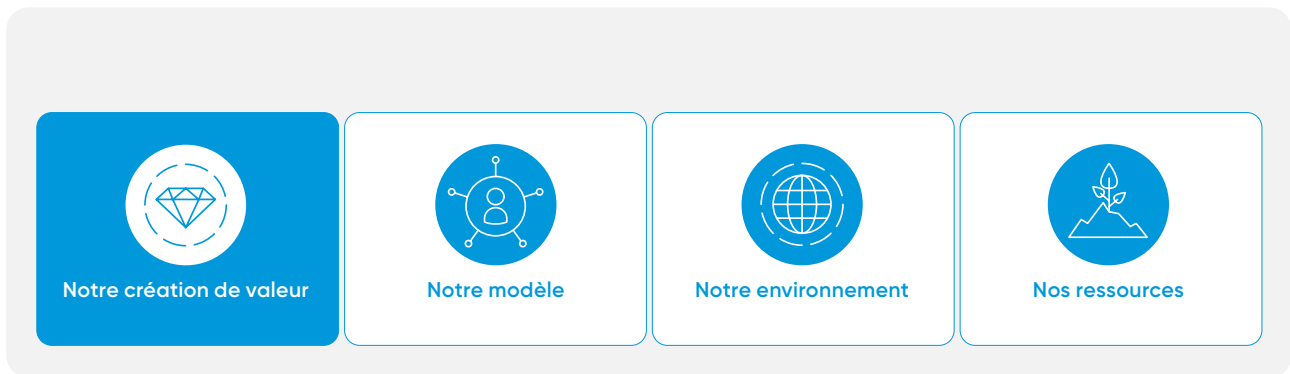 Notre création de valeur
Notre modèle
Notre environnement
Nos ressources